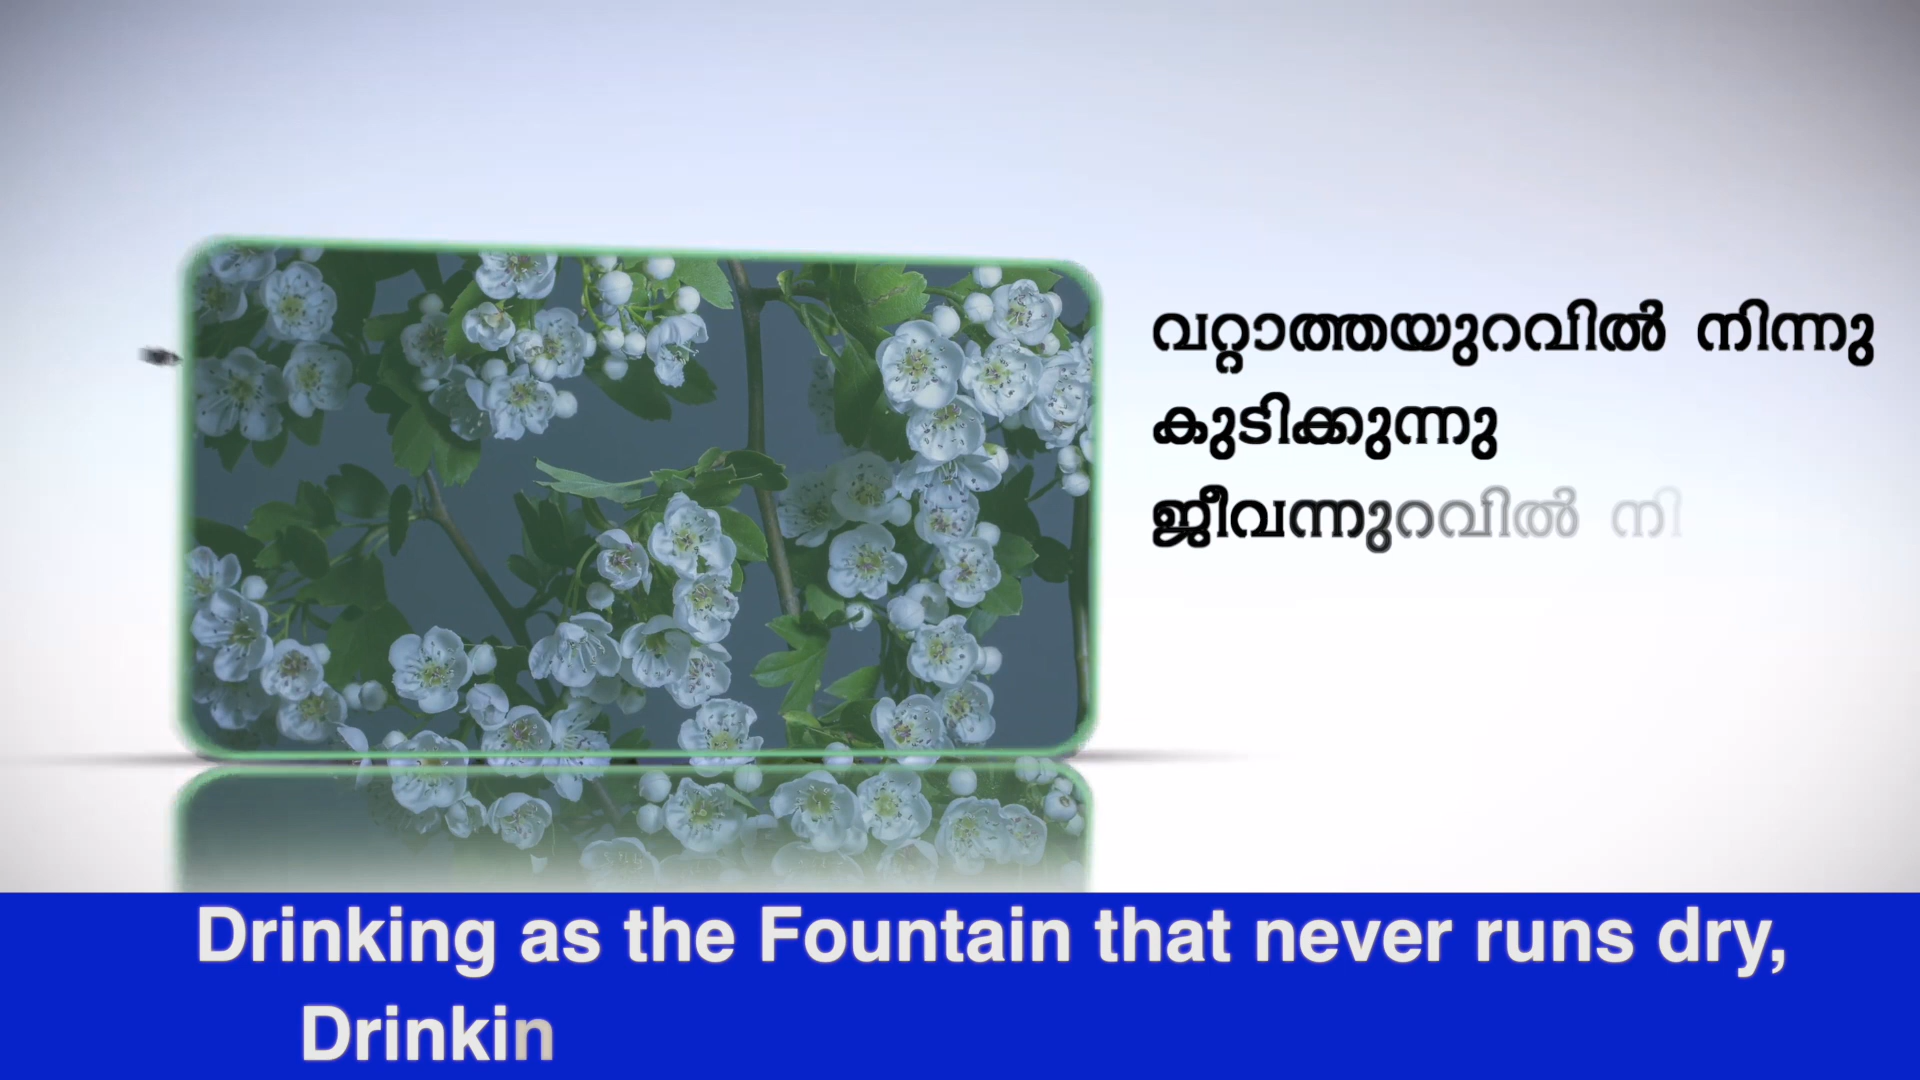 വറ്റാത്തയുറവിൽ നിന്നു
കുടിക്കുന്നു
ജീവന്നുറവിൽ നി
Drinking as the Fountain that never runs dry,
Drinkin